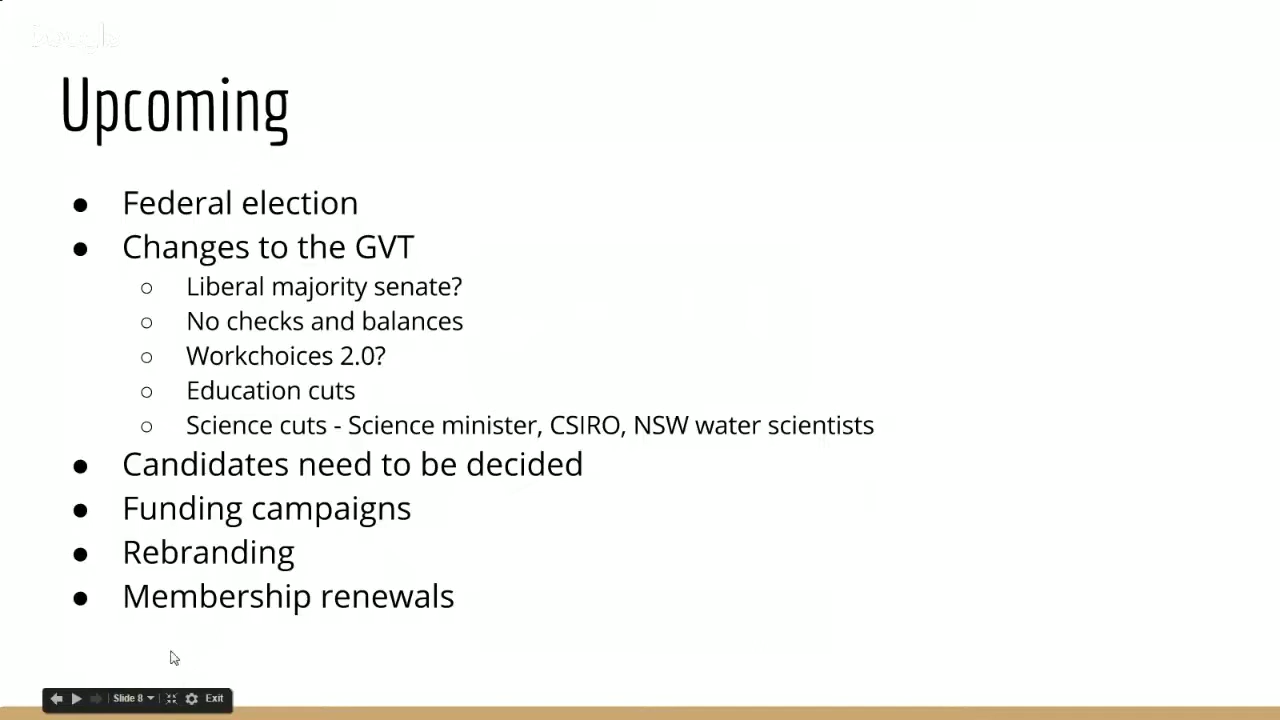 Upcoming
● Federal election
● Changes to the GVT
○ Liberal majority senate?
○ No checks and balances
○ Workchoices 2.0?
○ Education cuts
○ Science cuts - Science minister, CSIRO, NSW water scientists
● Candidates need to be decided
● Funding campaigns
● Rebranding
● Membership renewals
Slide 8 Exit